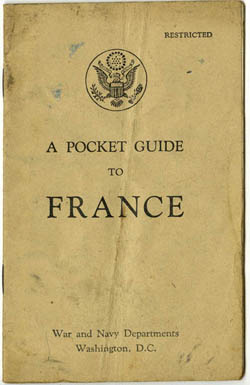 RESTRICTED
A POCKET GUIDE
TO
FRANCE
War and Navy Departments
Washington, D.C.